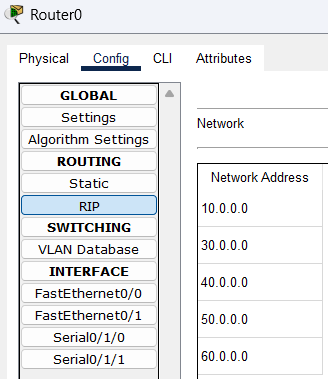 Router0
Physical Config CLI Attributes
GLOBAL
Settings
Algorithm Settings
ROUTING
Static
RIP
SWITCHING
VLAN Database
INTERFACE
FastEthernet0/0
FastEthernet0/1
Serial0/1/0
Serial0/1/1
Network
Network Address
10.0.0.0
30.0.0.0
40.0.0.0
50.0.0.0
60.0.0.0